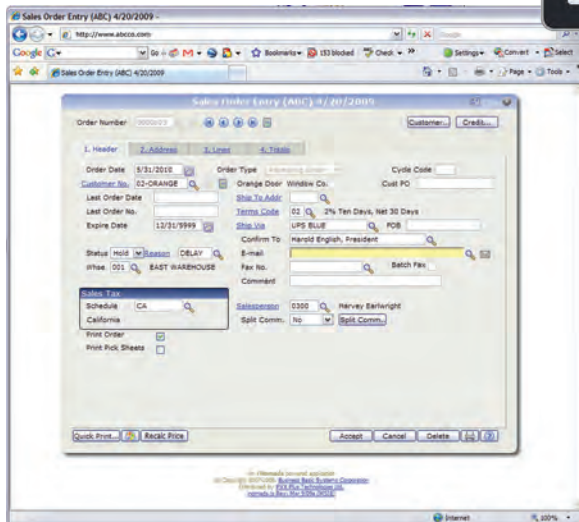 Sales Order Entry (ABC) 4/20/2009 -
http://www.abcco.com
Google G Go M Bookmarks 153 blocked Check Settings Convert Select
Sales Order Entry (ABC) 4/20/2009 Page Tools
Sales Order Entry (ABC) 4/20/2009
Order Number Customer... Credit...
1. Header 2. Address 3. Lines 4. Totals
Order Date 5/31/2010 Order Type Cycle Code
Customer No. 02-ORANGE Orange Door Window Co. Cust PO
Last Order Date Ship To Addr
Last Order No. Terms Code 02 2% Ten Days, Net 30 Days
Expire Date 12/31/5999 Ship Via UPS BLUE FOB
Confirm To Harold English, President
Status Hold Reason DELAY E-mail
Whse 001 EAST WAREHOUSE Fax No. Batch Fax
Comment
Sales Tax
Schedule CA Salesperson 0300 Harvey Earlwright
California Split Comm. No Split Comm...
Print Order
Print Pick Sheets
Quick Print... Recalc Price Accept Cancel Delete
Internet 100%